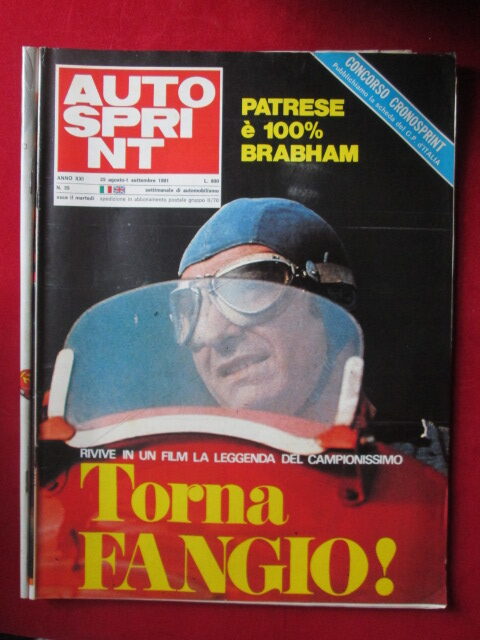 AUTO
SPRI
NT
ANNO XXI 25 agosto-1 settembre 1981 L. 800
N. 35 settimanale di automobilismo
esce il martedì spedizione in abbonamento postale gruppo II/70
PATRESE
è 100%
BRABHAM
CONCORSO CRONOSPRINT
Pubblichiamo la scheda del G.P. d'ITALIA
RIVIVE IN UN FILM LA LEGGENDA DEL CAMPIONISSIMO
Torna
FANGIO!